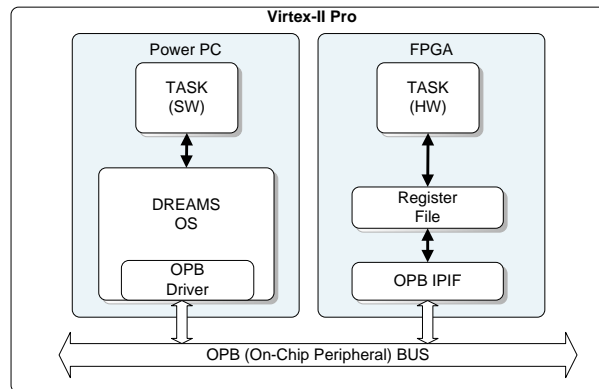 Virtex-II Pro
Power PC
TASK
(SW)
DREAMS
OS
OPB
Driver
FPGA
TASK
(HW)
Register
File
OPB IPIF
OPB (On-Chip Peripheral) BUS